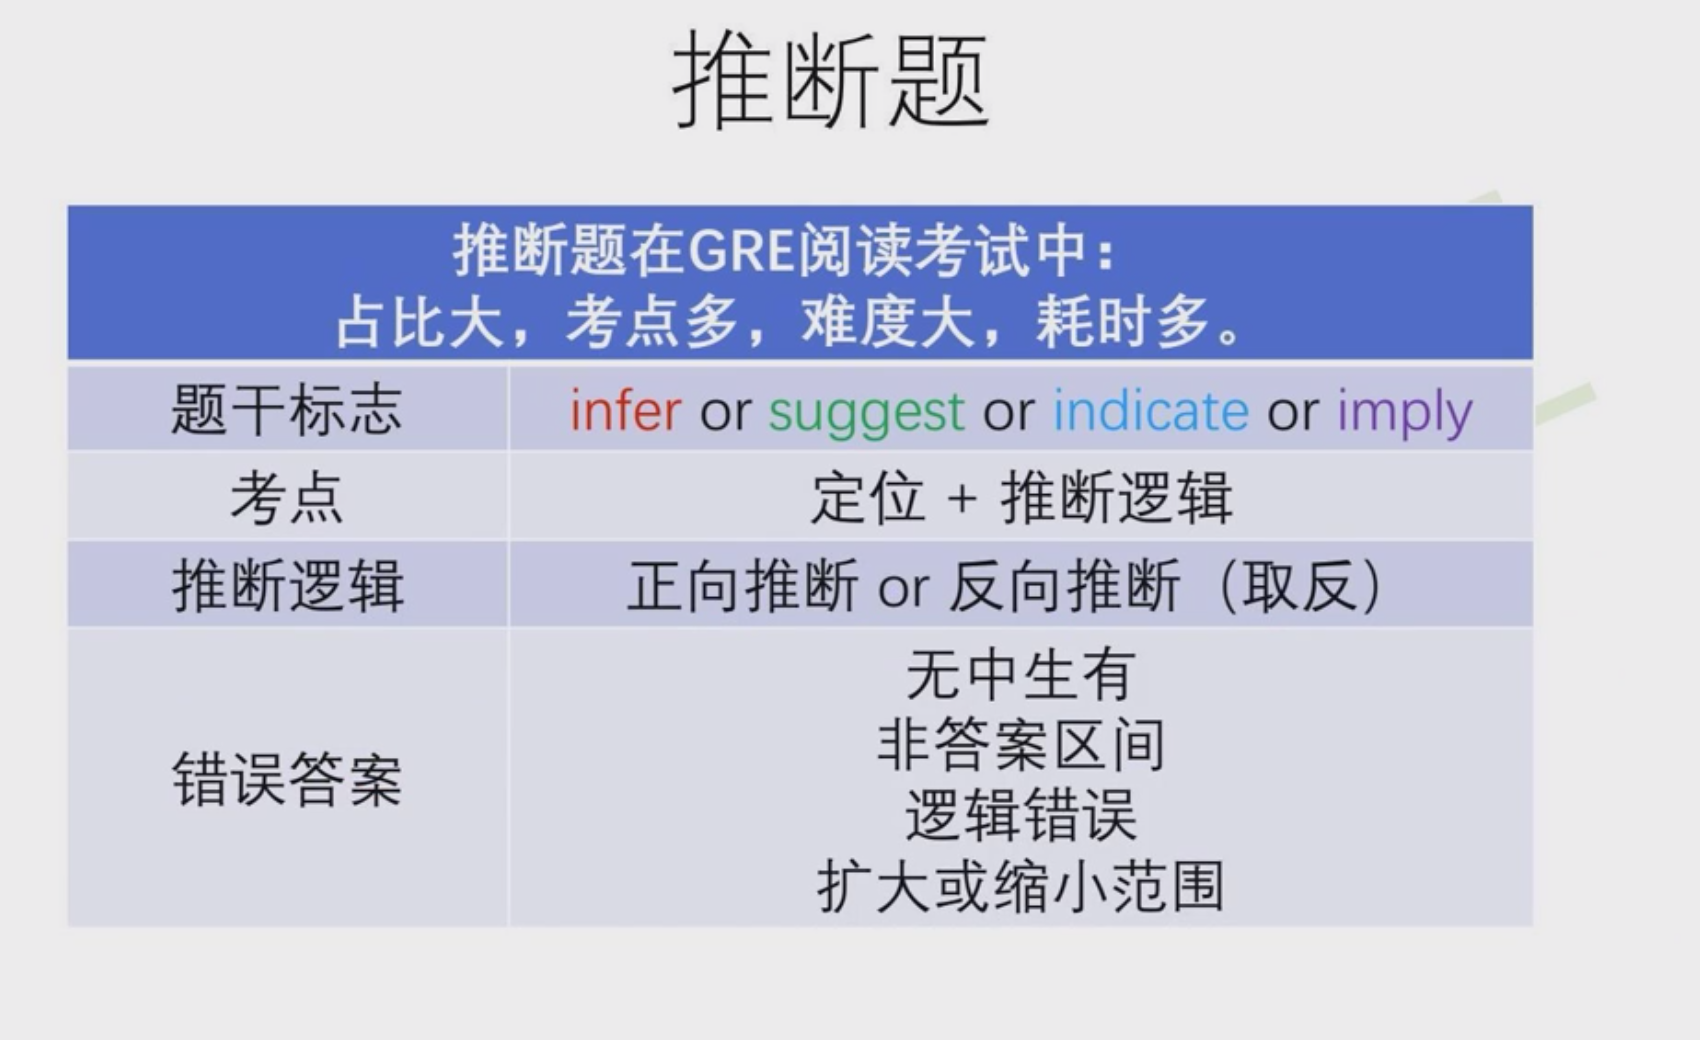 推断题
推断题在GRE阅读考试中：
占比大，考点多，难度大，耗时多。
题干标志 infer or suggest or indicate or imply
考点 定位 + 推断逻辑
推断逻辑 正向推断 or 反向推断（取反）
错误答案
无中生有
非答案区间
逻辑错误
扩大或缩小范围